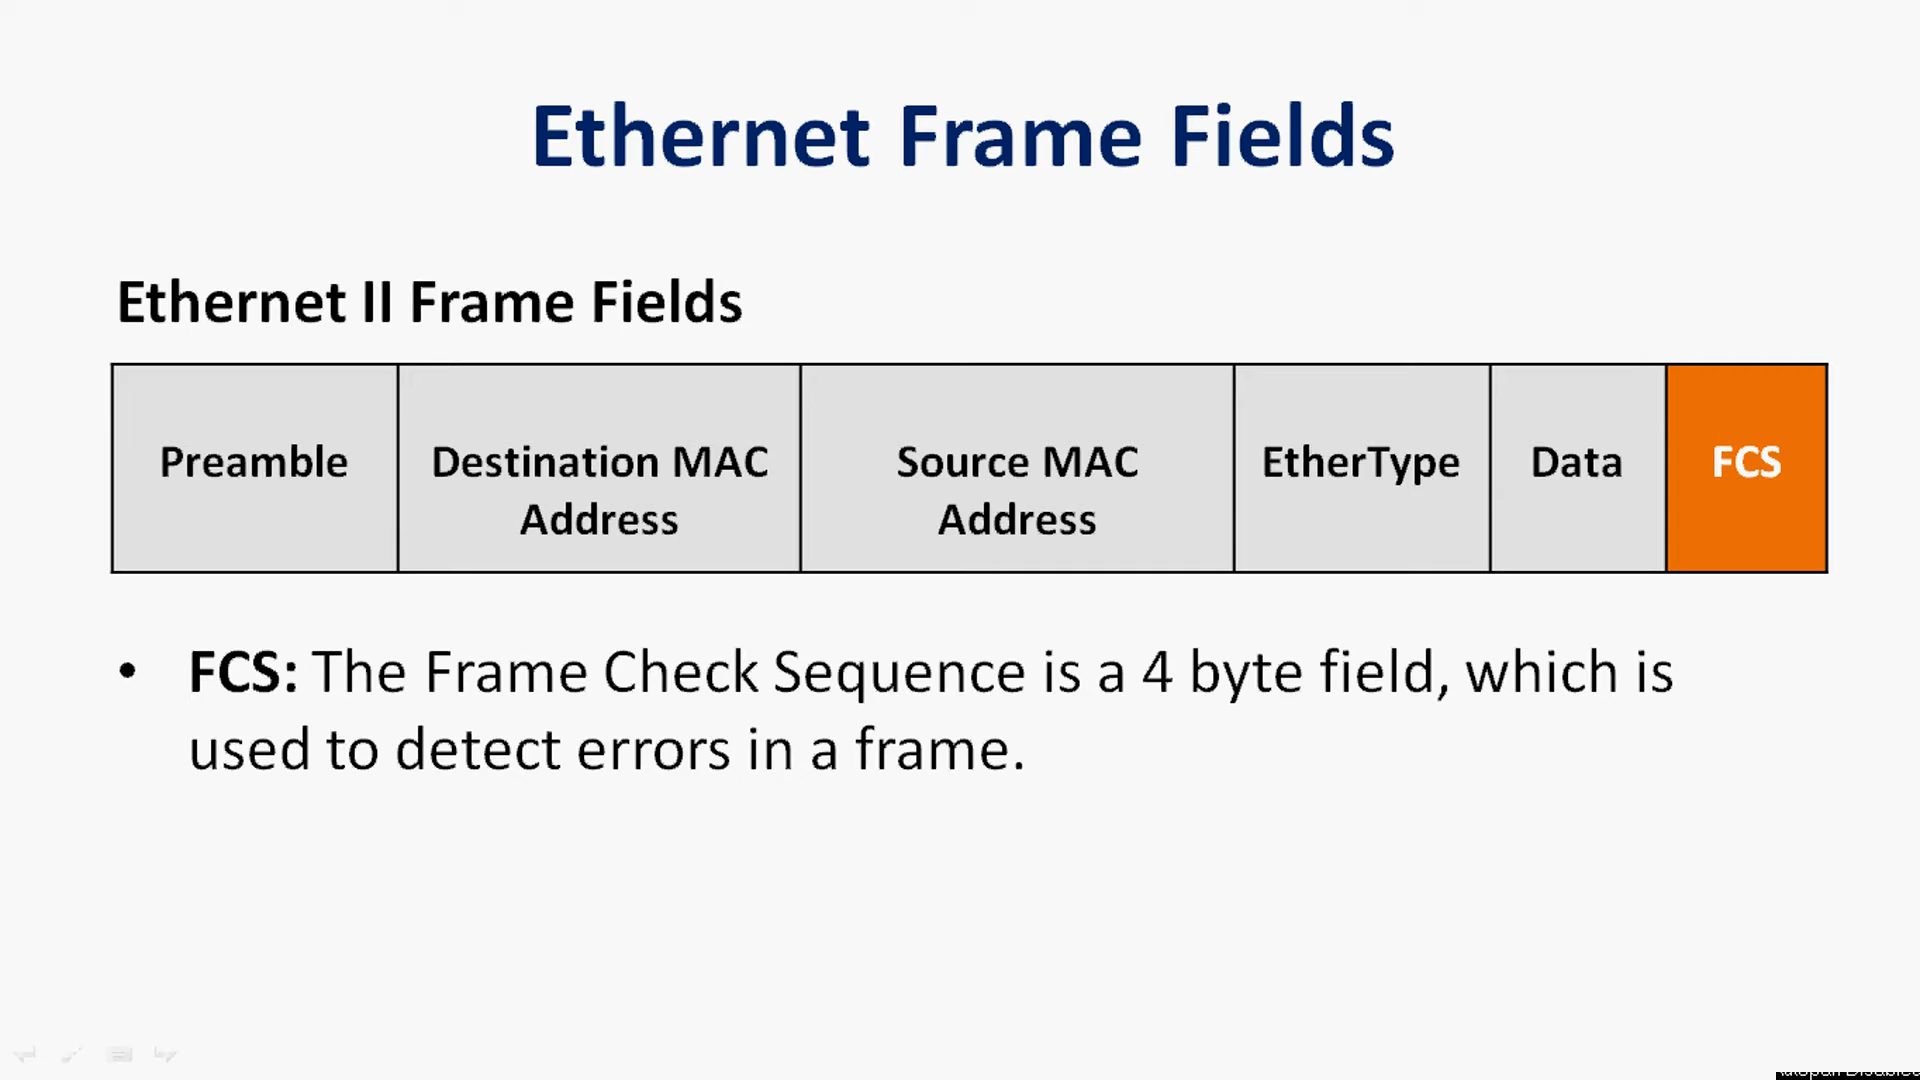 Ethernet Frame Fields
Ethernet II Frame Fields
Preamble
Destination MAC
Address
Source MAC
Address
EtherType
Data
FCS
• FCS: The Frame Check Sequence is a 4 byte field, which is
used to detect errors in a frame.